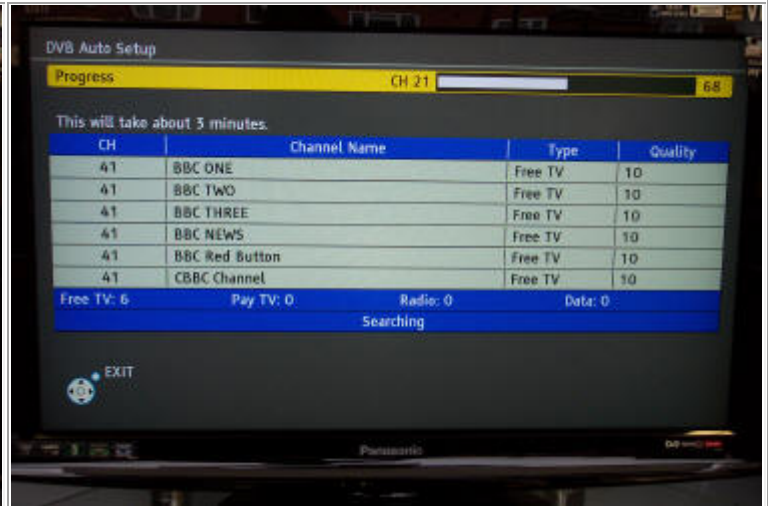 DVB Auto Setup
Progress CH 21 68
This will take about 3 minutes.
CH Channel Name Type Quality
41 BBC ONE Free TV 10
41 BBC TWO Free TV 10
41 BBC THREE Free TV 10
41 BBC NEWS Free TV 10
41 BBC Red Button Free TV 10
41 CBBC Channel Free TV 10
Free TV: 6 Pay TV: 0 Radio: 0 Data: 0
Searching
EXIT
Panasonic